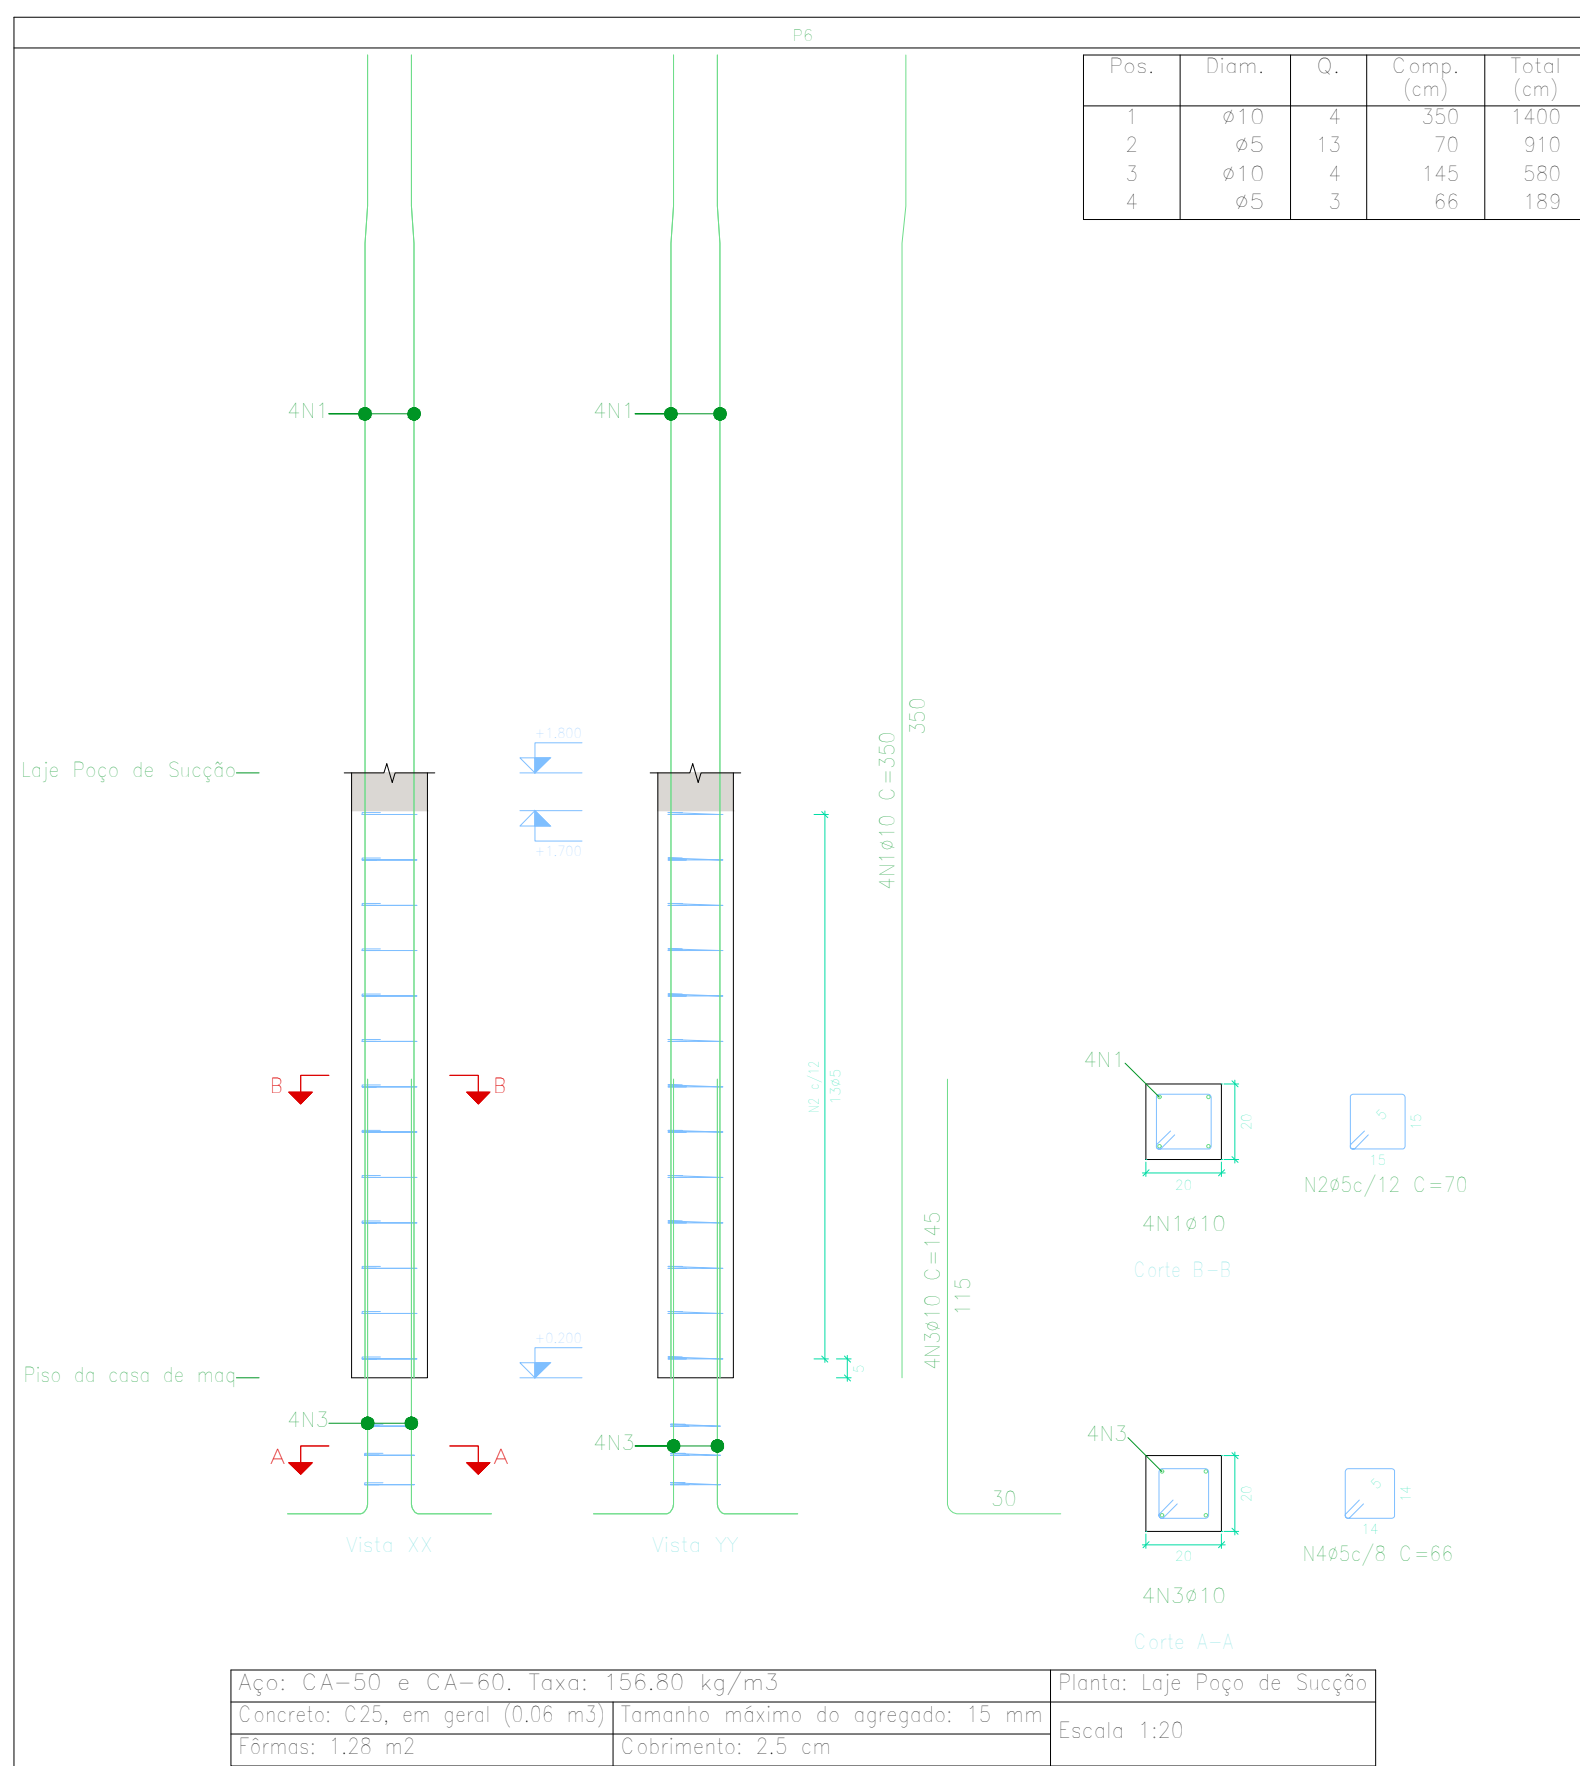 P6
Pos. Diam. Q. Comp. (cm) Total (cm)
1 ø10 4 350 1400
2 ø5 13 70 910
3 ø10 4 145 580
4 ø5 3 66 189
4N1
4N1
350
4N1ø10 C=350
+1.800
Laje Poço de Sucção
+1.700
B
B
N2 c/12
13ø5
4N1
20
20
4N1ø10
Corte B-B
5
15
15
N2ø5c/12 C=70
4N3ø10 C=145
115
30
+0.200
5
Piso da casa de maq
4N3
4N3
A
A
Vista XX
Vista YY
4N3
20
20
4N3ø10
Corte A-A
5
14
14
N4ø5c/8 C=66
Aço: CA-50 e CA-60. Taxa: 156.80 kg/m3
Planta: Laje Poço de Sucção
Concreto: C25, em geral (0.06 m3)
Tamanho máximo do agregado: 15 mm
Escala 1:20
Fôrmas: 1.28 m2
Cobrimento: 2.5 cm